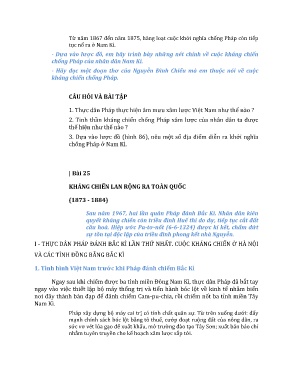 Từ năm 1867 đến năm 1875, hàng loạt cuộc khởi nghĩa chống Pháp còn tiếp
tục nổ ra ở Nam Kì.
- Dựa vào lược đồ, em hãy trình bày những nét chính về cuộc kháng chiến
chống Pháp của nhân dân Nam Kì.
- Hãy đọc một đoạn thơ của Nguyễn Đình Chiểu mà em thuộc nói về cuộc
kháng chiến chống Pháp.
CÂU HỎI VÀ BÀI TẬP
1. Thực dân Pháp thực hiện âm mưu xâm lược Việt Nam như thế nào ?
2. Tinh thần kháng chiến chống Pháp xâm lược của nhân dân ta được
thể hiện như thế nào ?
3. Dựa vào lược đồ (hình 86), nêu một số địa điểm diễn ra khởi nghĩa
chống Pháp ở Nam Kì.
| Bài 25
KHÁNG CHIẾN LAN RỘNG RA TOÀN QUỐC
(1873 - 1884)
Sau năm 1967, hai lần quân Pháp đánh Bắc Kì. Nhân dân kiên
quyết kháng chiến còn triều đình Huế thì do dự, tiếp tục cắt đất
cầu hoà. Hiệp ước Pa-tơ-nốt (6-6-1224) được kí kết, chấm dứt
sự tồn tại độc lập của triều đình phong kiến nhà Nguyễn.
I - THỰC DÂN PHÁP ĐÁNH BẮC KÌ LẦN THỨ NHẤT. CUỘC KHÁNG CHIẾN Ở HÀ NỘI
VÀ CÁC TỈNH ĐỒNG BẰNG BẮC KÌ
1. Tình hình Việt Nam trước khi Pháp đánh chiếm Bắc Kì
Ngay sau khi chiếm được ba tỉnh miền Đông Nam Kì, thực dân Pháp đã bắt tay
ngay vào việc thiết lập bộ máy thống trị và tiến hành bóc lột về kinh tế nhằm biến
nơi đây thành bàn đạp để đánh chiếm Cam-pu-chia, rồi chiếm nốt ba tỉnh miền Tây
Nam Kì.
Pháp xây dựng bộ máy cai trị có tính chất quân sự. Từ trên xuống dưới; đẩy
mạnh chính sách bóc lột bằng tô thuế, cướp đoạt ruộng đất của nông dân, ra
sức vơ vét lúa gạo để xuất khẩu, mở trường đào tạo Tây Sơn; xuất bản báo chí
nhằm tuyên truyền cho kế hoạch xâm lược sắp tới.